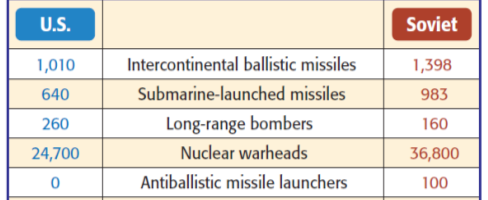 U.S. Soviet
1,010 Intercontinental ballistic missiles 1,398
640 Submarine-launched missiles 983
260 Long-range bombers 160
24,700 Nuclear warheads 36,800
0 Antiballistic missile launchers 100